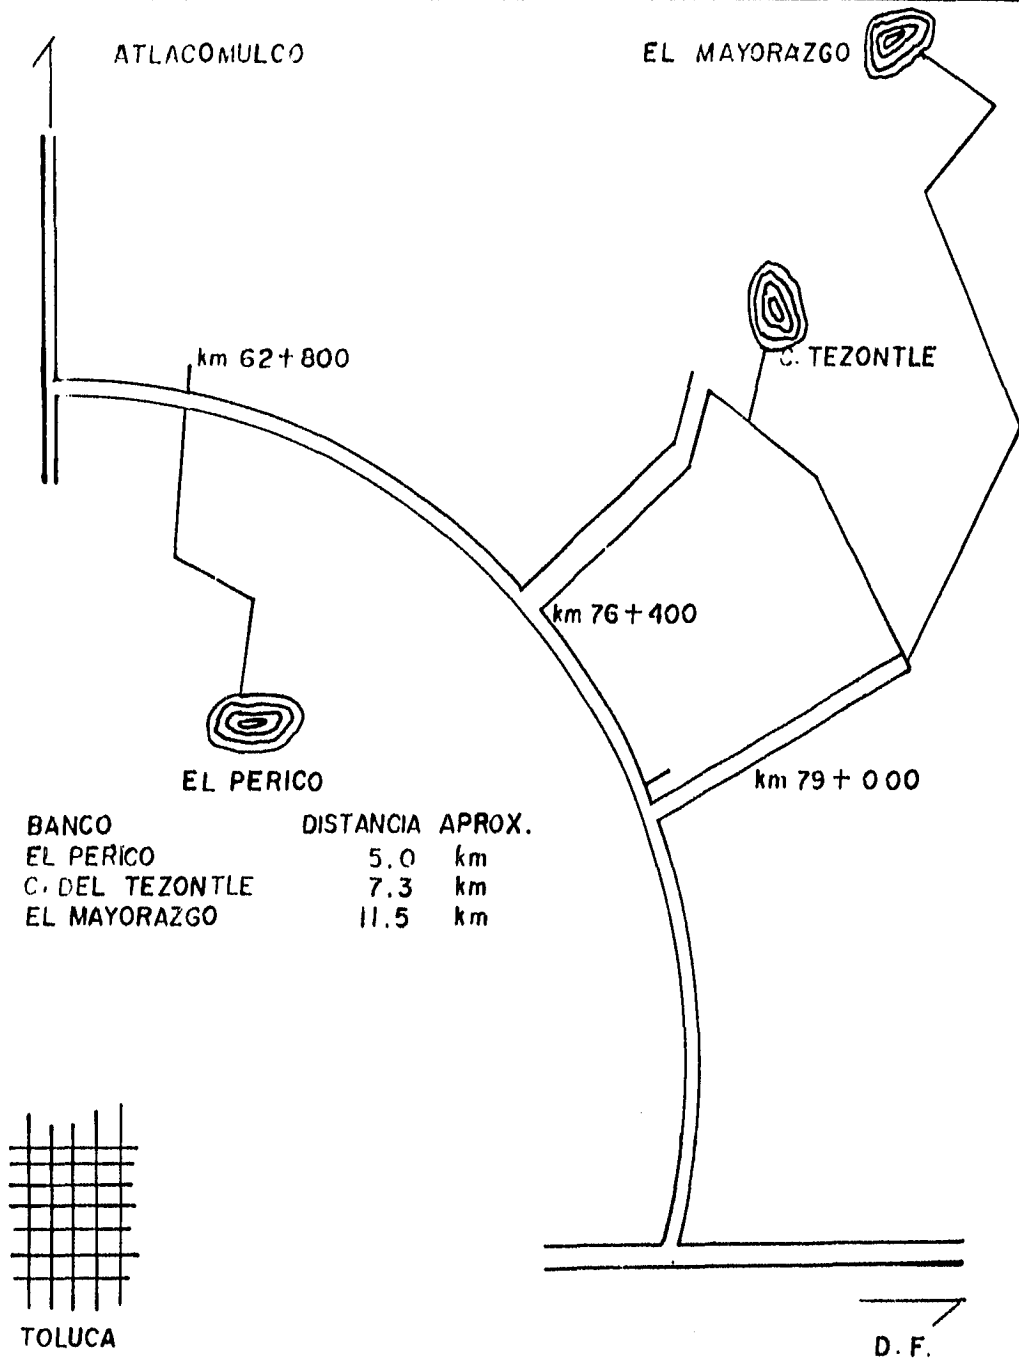 ATLACOMULCO
EL MAYORAZGO
km 62+800
C. TEZONTLE
km 76+400
EL PERICO
km 79+000
BANCO DISTANCIA APROX.
EL PERICO 5.0 km
C. DEL TEZONTLE 7.3 km
EL MAYORAZGO 11.5 km
TOLUCA
D. F.